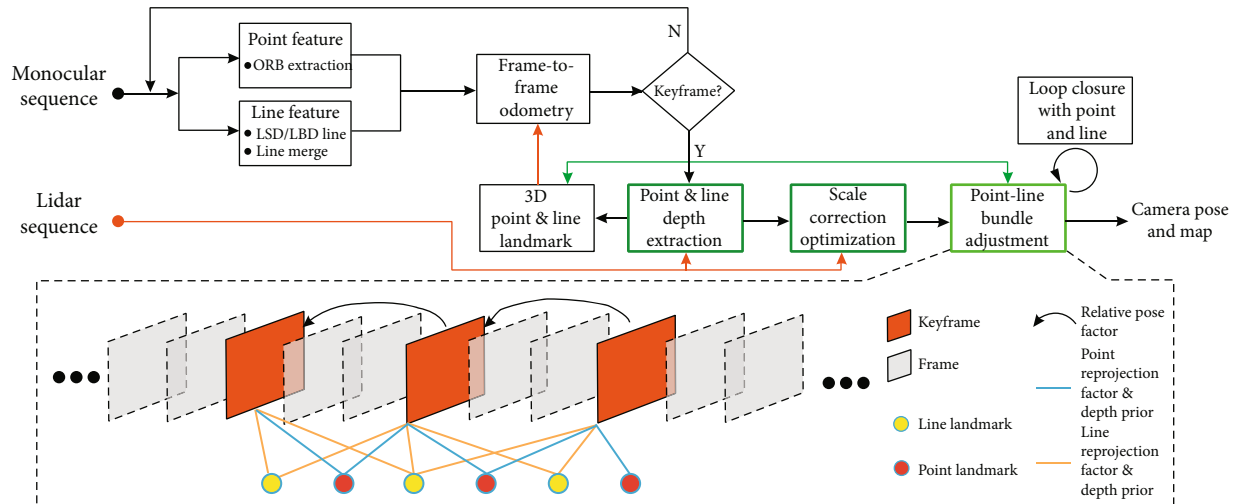 Monocular
sequence
Point feature
● ORB extraction
Line feature
● LSD/LBD line
● Line merge
Frame-to-
frame
odometry
Keyframe?
N
Y
Loop closure
with point
and line
Lidar
sequence
3D
point & line
landmark
Point & line
depth
extraction
Scale
correction
optimization
Point-line
bundle
adjustment
Camera pose
and map
Keyframe
Frame
Line landmark
Point landmark
Relative pose
factor
Point
reprojection
factor &
depth prior
Line
reprojection
factor &
depth prior